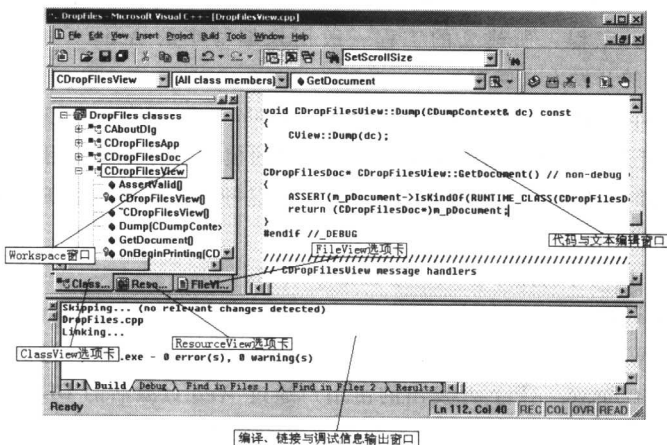 DropFiles - Microsoft Visual C++ - [DropFilesView.cpp]
File Edit View Insert Project Build Tools Window Help
SetScrollSize
CDropFilesView
[All class members]
GetDocument
DropFiles classes
CAboutDlg
CDropFilesApp
CDropFilesDoc
CDropFilesView
AssertValid()
CDropFilesView()
~CDropFilesView()
Dump(CDumpConte
GetDocument()
OnBeginPrinting(CD
Class...
Reso...
FileVi...
void CDropFilesView::Dump(CDumpContext& dc) const
{
CView::Dump(dc);
}
CDropFilesDoc* CDropFilesView::GetDocument() // non-debug
{
ASSERT(m_pDocument->IsKindOf(RUNTIME_CLASS(CDropFilesDo
return (CDropFilesDoc*)m_pDocument;
}
#endif //_DEBUG
// CDropFilesView message handlers
Workspace窗口
FileView选项卡
代码与文本编辑窗口
Skipping... (no relevant changes detected)
DropFiles.cpp
Linking...
ResourceView选项卡
ClassView选项卡
.exe - 0 error(s), 0 warning(s)
Build Debug Find in Files 1 Find in Files 2 Results
Ready
Ln 112, Col 40 REC COL OVR READ
编译、链接与调试信息输出窗口